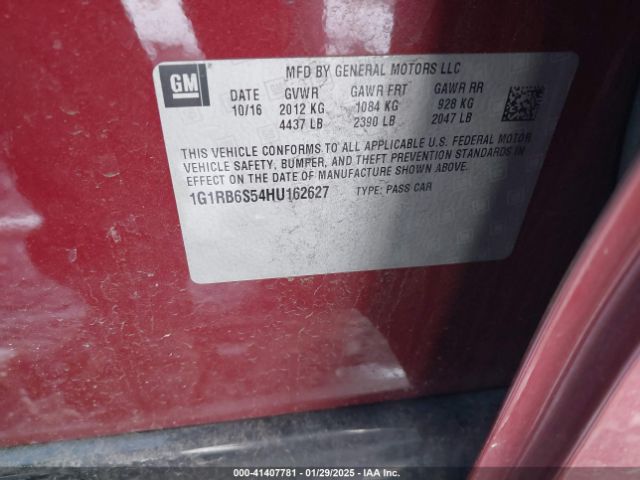 GM
MFD BY GENERAL MOTORS LLC
DATE GVWR GAWR FRT GAWR RR
10/16 2012 KG 1084 KG 928 KG
4437 LB 2390 LB 2047 LB
THIS VEHICLE CONFORMS TO ALL APPLICABLE U.S. FEDERAL MOTOR
VEHICLE SAFETY, BUMPER, AND THEFT PREVENTION STANDARDS IN
EFFECT ON THE DATE OF MANUFACTURE SHOWN ABOVE.
1G1RB6S54HU162627 TYPE: PASS CAR
000-41407781 - 01/29/2025 - IAA Inc.